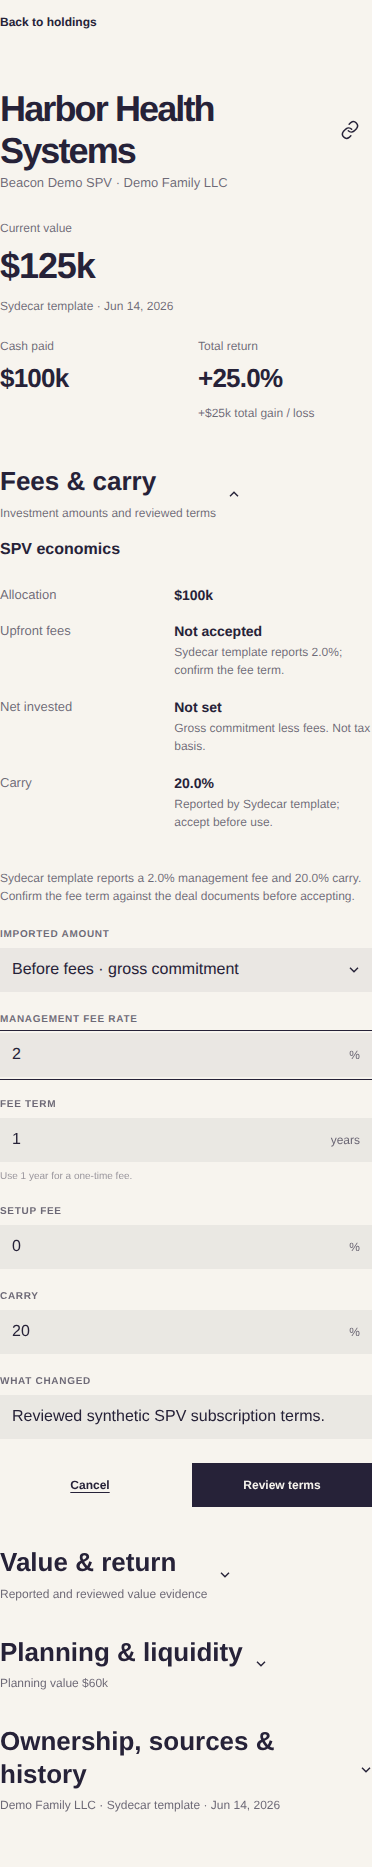 Back to holdings
Harbor Health
Systems
Beacon Demo SPV · Demo Family LLC
Current value
$125k
Sydecar template · Jun 14, 2026
Cash paid
Total return
$100k
+25.0%
+$25k total gain / loss
Fees & carry
Investment amounts and reviewed terms
SPV economics
Allocation
$100k
Upfront fees
Not accepted
Sydecar template reports 2.0%;
confirm the fee term.
Net invested
Not set
Gross commitment less fees. Not tax
basis.
Carry
20.0%
Reported by Sydecar template;
accept before use.
Sydecar template reports a 2.0% management fee and 20.0% carry.
Confirm the fee term against the deal documents before accepting.
IMPORTED AMOUNT
Before fees · gross commitment
MANAGEMENT FEE RATE
2 %
FEE TERM
1 years
Use 1 year for a one-time fee.
SETUP FEE
0 %
CARRY
20 %
WHAT CHANGED
Reviewed synthetic SPV subscription terms.
Cancel
Review terms
Value & return
Reported and reviewed value evidence
Planning & liquidity
Planning value $60k
Ownership, sources &
history
Demo Family LLC · Sydecar template · Jun 14, 2026